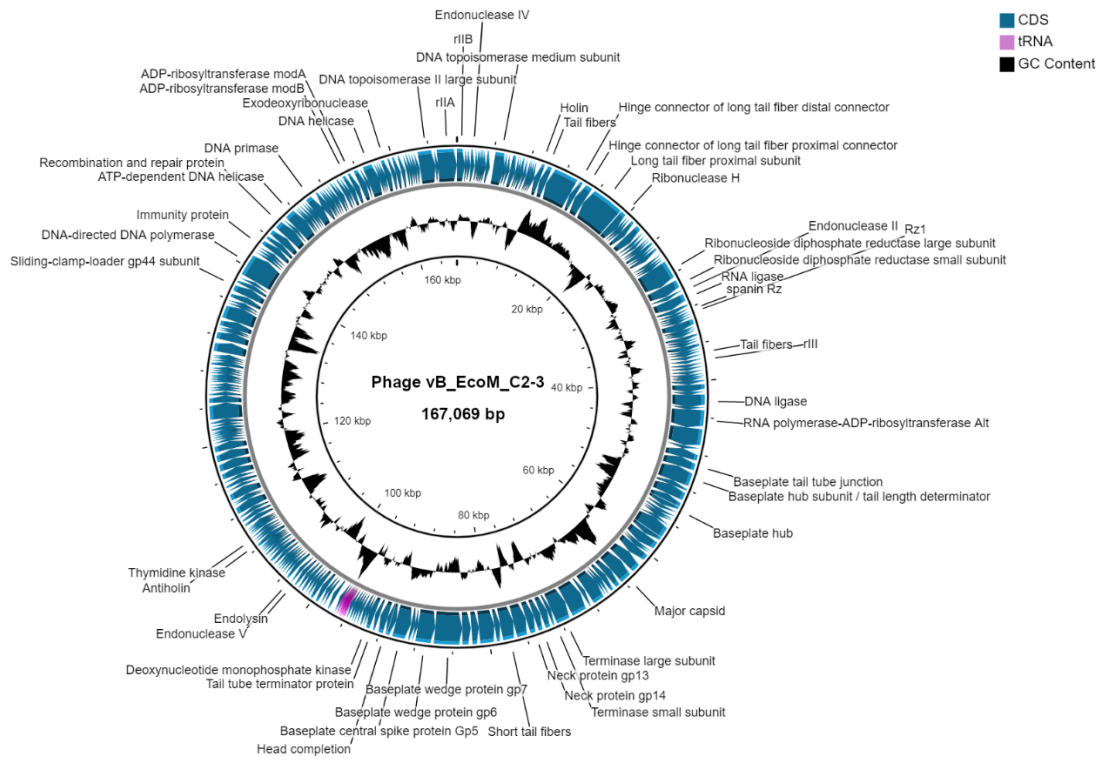 Endonuclease IV
CDS
tRNA
GC Content
rIIB
DNA topoisomerase medium subunit
ADP-ribosyltransferase modA
DNA topoisomerase II large subunit
ADP-ribosyltransferase modB
Exodeoxyribonuclease
rIIA
Holin
Hinge connector of long tail fiber distal connector
DNA helicase
Tail fibers
DNA primase
Hinge connector of long tail fiber proximal connector
Recombination and repair protein
Long tail fiber proximal subunit
ATP-dependent DNA helicase
Ribonuclease H
Immunity protein
Endonuclease II
Rz1
DNA-directed DNA polymerase
Ribonucleoside diphosphate reductase large subunit
Sliding-clamp-loader gp44 subunit
Ribonucleoside diphosphate reductase small subunit
RNA ligase
spanin Rz
160 kbp
20 kbp
140 kbp
Tail fibers
rIII
Phage vB_EcoM_C2-3
40 kbp
DNA ligase
167,069 bp
120 kbp
RNA polymerase-ADP-ribosyltransferase Alt
60 kbp
Baseplate tail tube junction
100 kbp
Baseplate hub subunit / tail length determinator
80 kbp
Baseplate hub
Thymidine kinase
Antiholin
Major capsid
Endolysin
Endonuclease V
Terminase large subunit
Deoxynucleotide monophosphate kinase
Neck protein gp13
Tail tube terminator protein
Baseplate wedge protein gp7
Neck protein gp14
Baseplate wedge protein gp6
Terminase small subunit
Baseplate central spike protein Gp5
Short tail fibers
Head completion